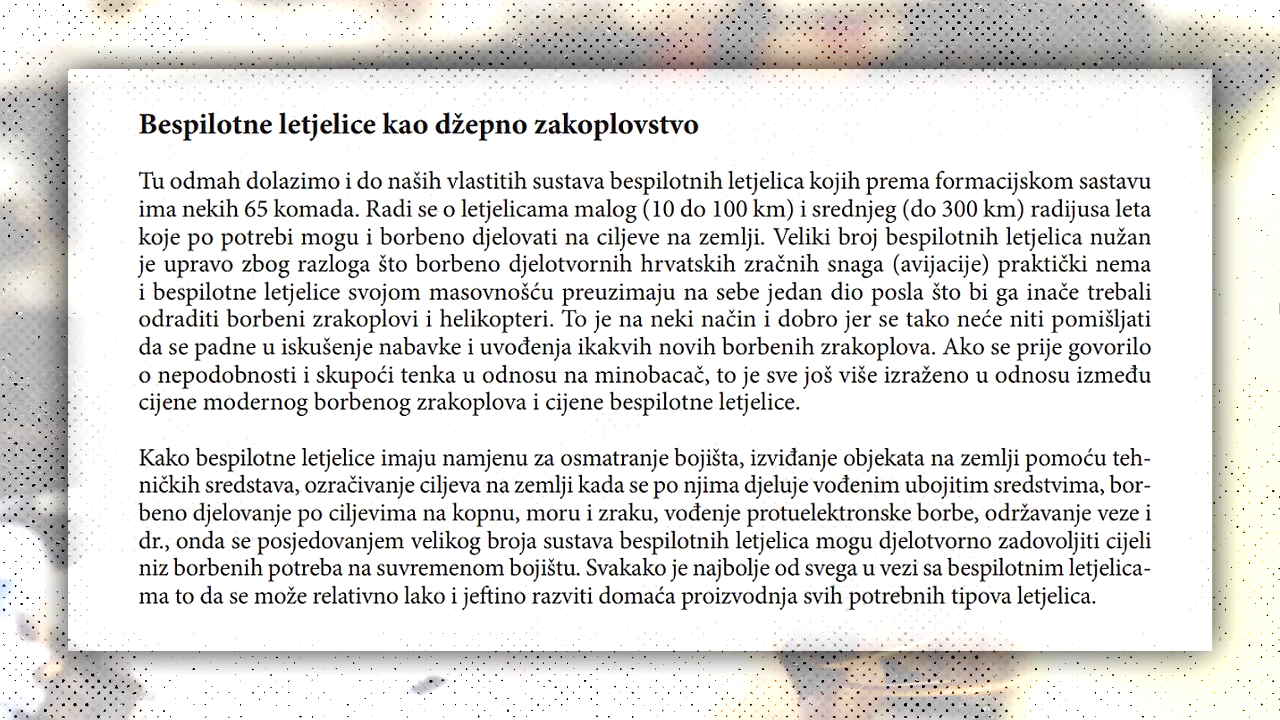 Bespilotne letjelice kao džepno zakoplovstvo
Tu odmah dolazimo i do naših vlastitih sustava bespilotnih letjelica kojih prema formacijskom sastavu
ima nekih 65 komada. Radi se o letjelicama malog (10 do 100 km) i srednjeg (do 300 km) radijusa leta
koje po potrebi mogu i borbeno djelovati na ciljeve na zemlji. Veliki broj bespilotnih letjelica nužan
je upravo zbog razloga što borbeno djelotvornih hrvatskih zračnih snaga (avijacije) praktički nema
i bespilotne letjelice svojom masovnošću preuzimaju na sebe jedan dio posla što bi ga inače trebali
odraditi borbeni zrakoplovi i helikopteri. To je na neki način i dobro jer se tako neće niti pomišljati
da se padne u iskušenje nabavke i uvođenja ikakvih novih borbenih zrakoplova. Ako se prije govorilo
o nepodobnosti i skupoći tenka u odnosu na minobacač, to je sve još više izraženo u odnosu između
cijene modernog borbenog zrakoplova i cijene bespilotne letjelice.
Kako bespilotne letjelice imaju namjenu za osmatranje bojišta, izviđanje objekata na zemlji pomoću teh-
ničkih sredstava, ozračivanje ciljeva na zemlji kada se po njima djeluje vođenim ubojitim sredstvima, bor-
beno djelovanje po ciljevima na kopnu, moru i zraku, vođenje protuelektronske borbe, održavanje veze i
dr., onda se posjedovanjem velikog broja sustava bespilotnih letjelica mogu djelotvorno zadovoljiti cijeli
niz borbenih potreba na suvremenom bojištu. Svakako je najbolje od svega u vezi sa bespilotnim letjelica-
ma to da se može relativno lako i jeftino razviti domaća proizvodnja svih potrebnih tipova letjelica.